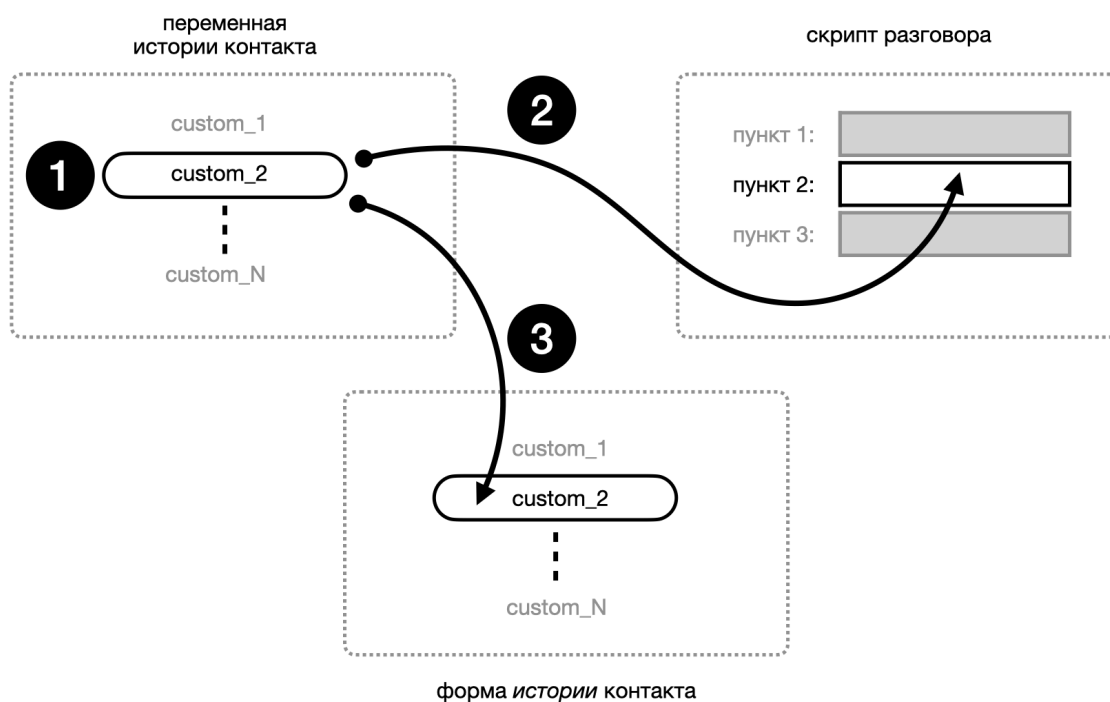 переменная
истории контакта
custom_1
1
custom_2
custom_N
2
скрипт разговора
пункт 1:
пункт 2:
пункт 3:
3
custom_1
custom_2
custom_N
форма истории контакта